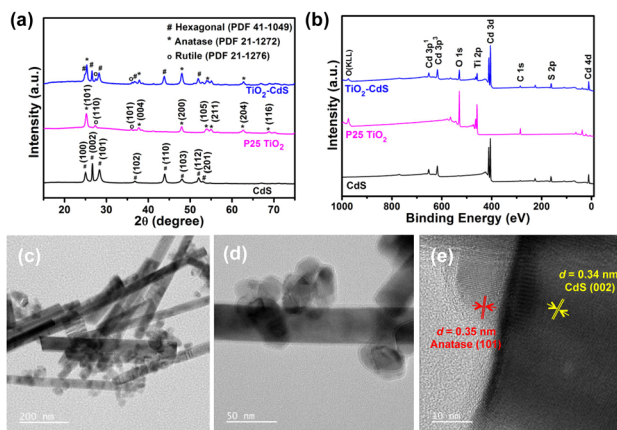 (a)
# Hexagonal (PDF 41-1049)
* Anatase (PDF 21-1272)
o Rutile (PDF 21-1276)
TiO2-CdS
(101)
(110)
(101)
(004)
(200)
(105)
(211)
(204)
(116)
P25 TiO2
(100)
(002)
(101)
(102)
(110)
(103)
(112)
(201)
CdS
Intensity (a.u.)
20 30 40 50 60 70
2θ (degree)
(b)
O(KLL)
Cd 3p1
Cd 3p3
O 1s
Ti 2p
Cd 3d
C 1s
S 2p
Cd 4d
TiO2-CdS
P25 TiO2
CdS
Intensity (a.u.)
1000 800 600 400 200 0
Binding Energy (eV)
(c)
200 nm
(d)
50 nm
(e)
d = 0.34 nm
CdS (002)
d = 0.35 nm
Anatase (101)
10 nm